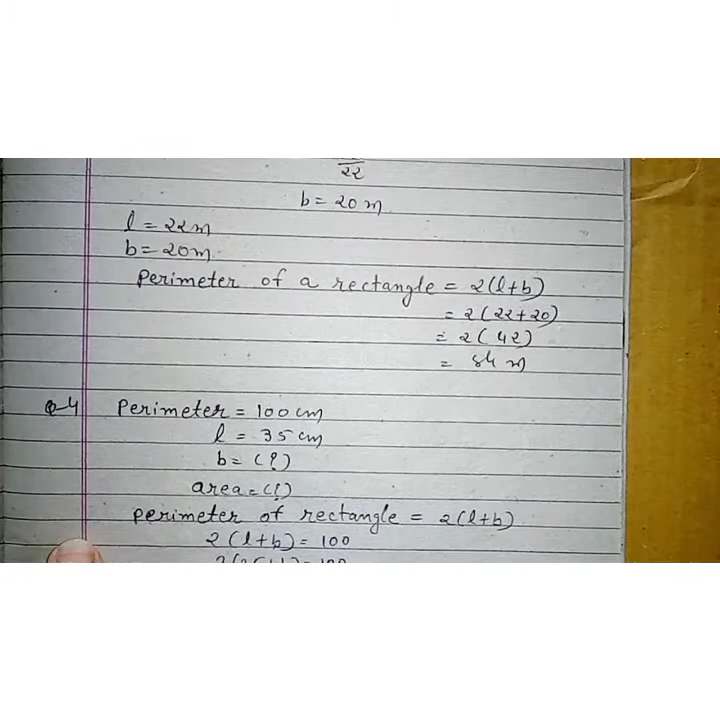 22
b = 20 m
l = 22 m
b = 20 m.
Perimeter of a rectangle = 2(l+b)
= 2(22+20)
= 2(42)
= 84 m
Q-4 Perimeter = 100 cm
l = 35 cm
b = (?)
area = (?)
perimeter of rectangle = 2(l+b)
2(l+b) = 100